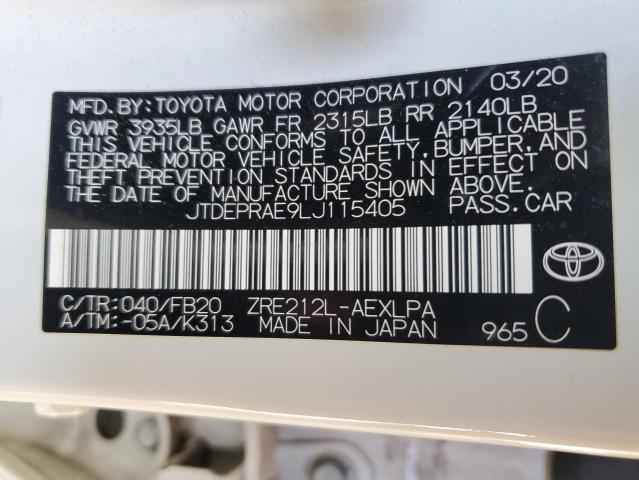 MFD. BY: TOYOTA MOTOR CORPORATION 03/20
GVWR 3935LB GAWR FR 2315LB RR 2140LB
THIS VEHICLE CONFORMS TO ALL APPLICABLE
FEDERAL MOTOR VEHICLE SAFETY, BUMPER, AND
THEFT PREVENTION STANDARDS IN EFFECT ON
THE DATE OF MANUFACTURE SHOWN ABOVE.
JTDEPRAE9LJ115405 PASS.CAR
C/TR: 040/FB20 ZRE212L-AEXLPA
A/TM: -05A/K313 MADE IN JAPAN 965 C